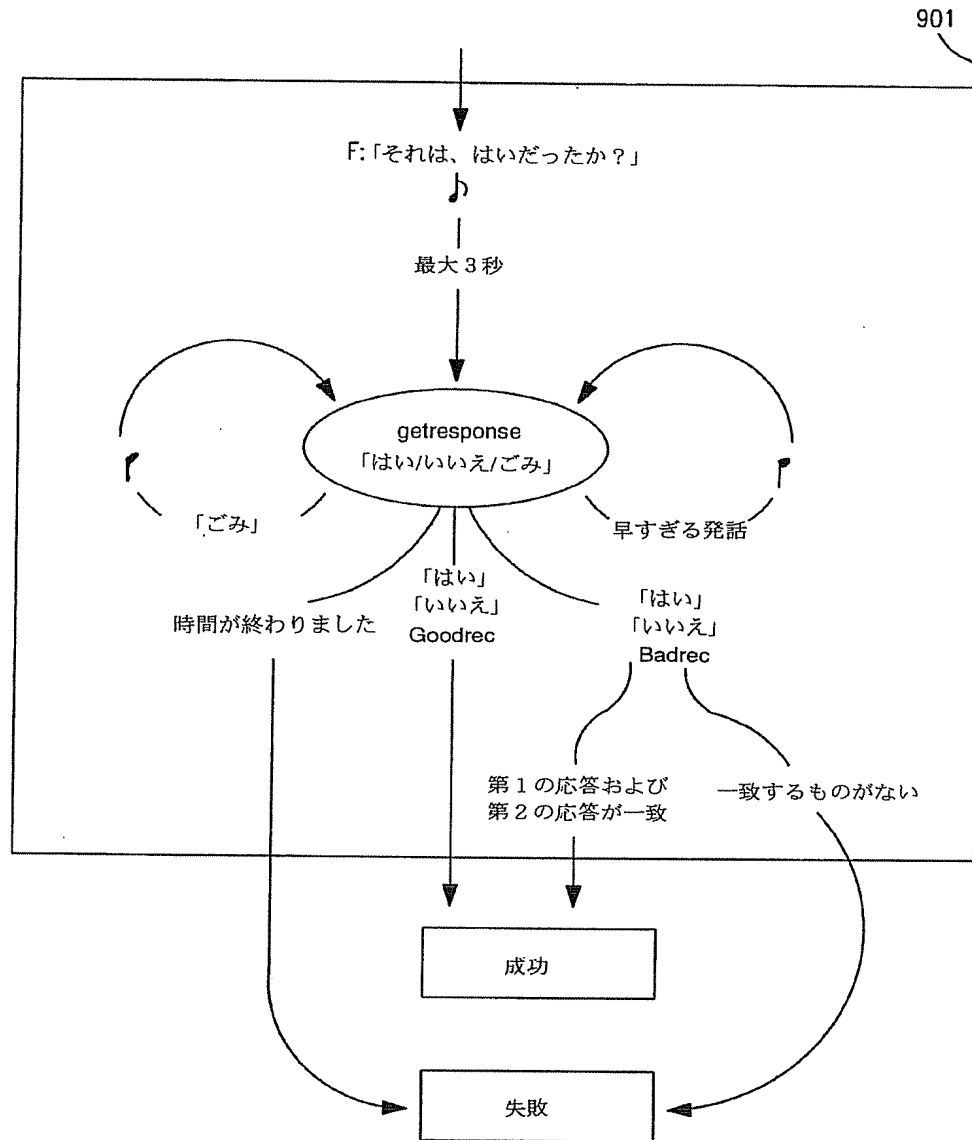 901
F:「それは、はいだったか？」
最大３秒
getresponse
「はい/いいえ/ごみ」
「ごみ」
早すぎる発話
時間が終わりました
「はい」
「いいえ」
Goodrec
「はい」
「いいえ」
Badrec
第１の応答および
第２の応答が一致
一致するものがない
成功
失敗